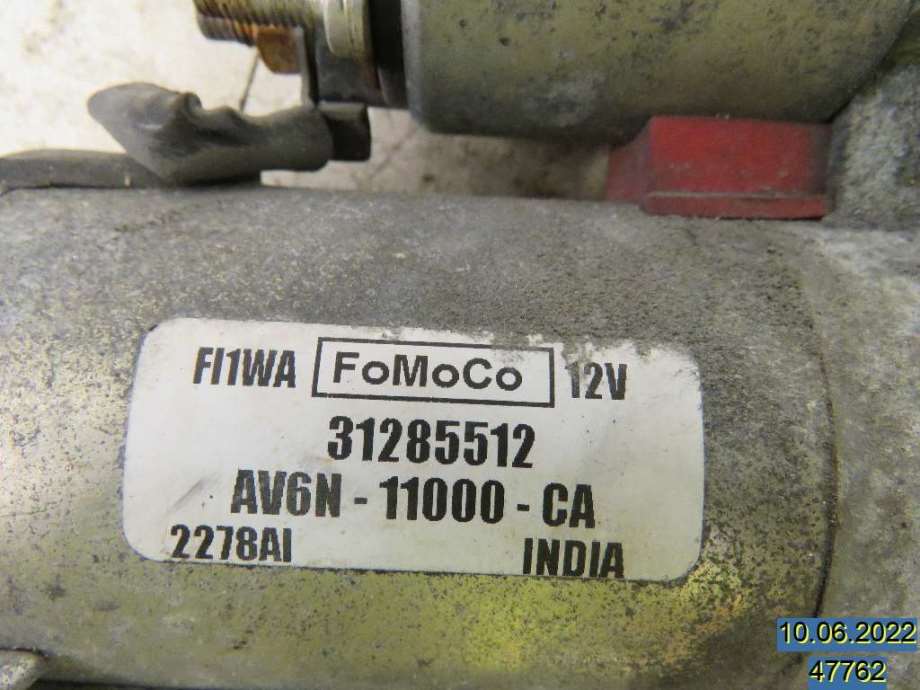 FI1WA FoMoCo 12V
31285512
AV6N - 11000 - CA
2278AI INDIA
10.06.2022
47762